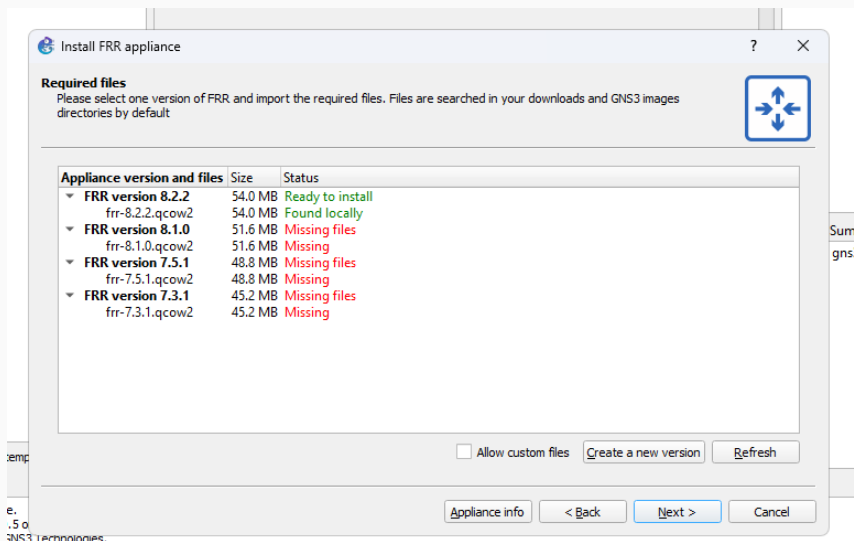 Install FRR appliance
?
Required files
Please select one version of FRR and import the required files. Files are searched in your downloads and GNS3 images
directories by default
Appliance version and files Size Status
FRR version 8.2.2 54.0 MB Ready to install
frr-8.2.2.qcow2 54.0 MB Found locally
FRR version 8.1.0 51.6 MB Missing files
frr-8.1.0.qcow2 51.6 MB Missing
FRR version 7.5.1 48.8 MB Missing files
frr-7.5.1.qcow2 48.8 MB Missing
FRR version 7.3.1 45.2 MB Missing files
frr-7.3.1.qcow2 45.2 MB Missing
Sum
gns
Allow custom files Create a new version Refresh
temp
Appliance info < Back Next > Cancel
e.
.5 o
GNS3 Technologies.